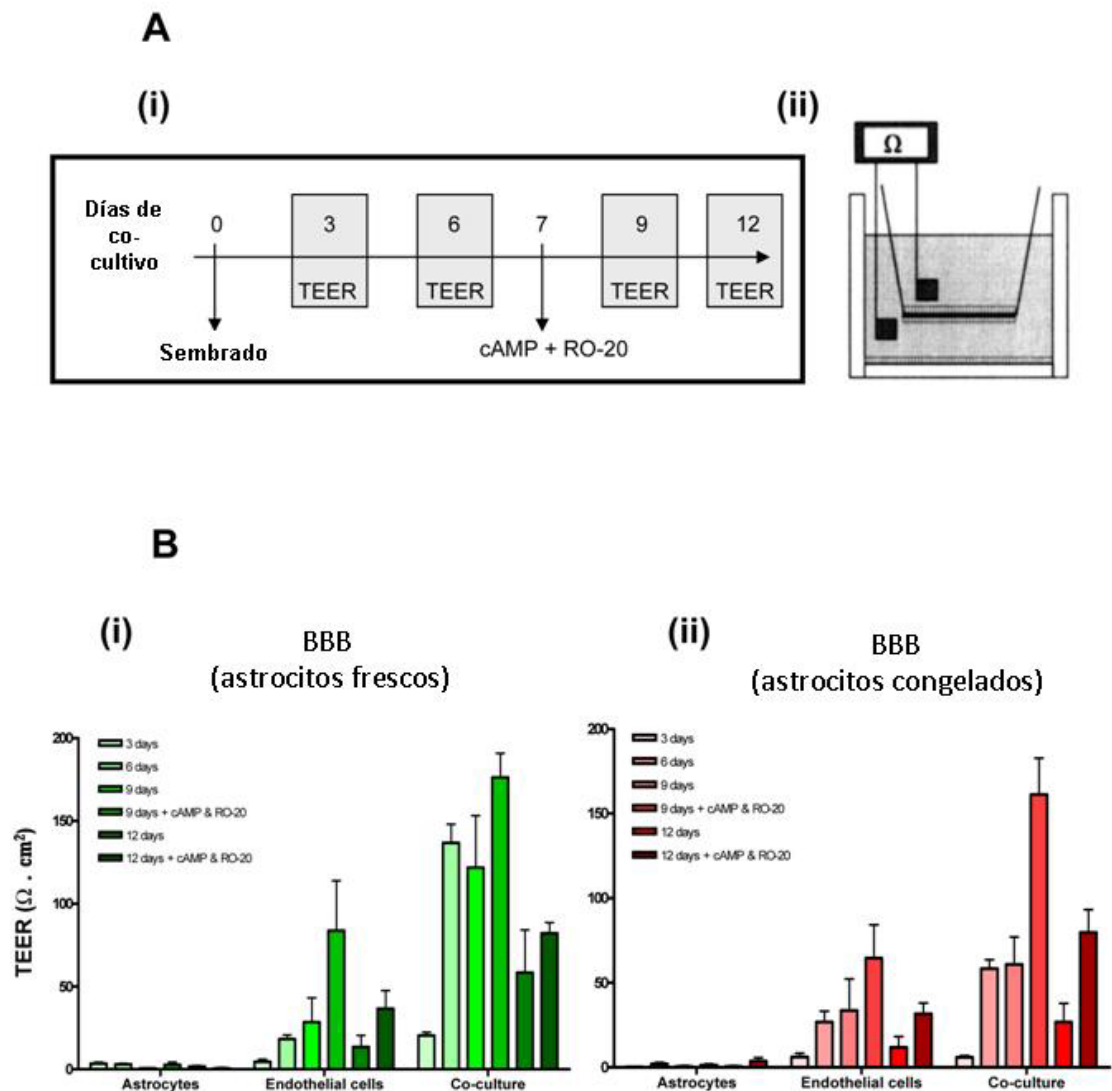 A
(i)
(ii)
Días de
co-
cultivo
0
3
6
7
9
12
TEER
TEER
TEER
TEER
Sembrado
cAMP + RO-20
Ω
B
(i)
BBB
(astrocitos frescos)
(ii)
BBB
(astrocitos congelados)
TEER (Ω . cm²)
200
150
100
50
0
3 days
6 days
9 days
9 days + cAMP & RO-20
12 days
12 days + cAMP & RO-20
Astrocytes
Endothelial cells
Co-culture
200
150
100
50
0
3 days
6 days
9 days
9 days + cAMP & RO-20
12 days
12 days + cAMP & RO-20
Astrocytes
Endothelial cells
Co-culture